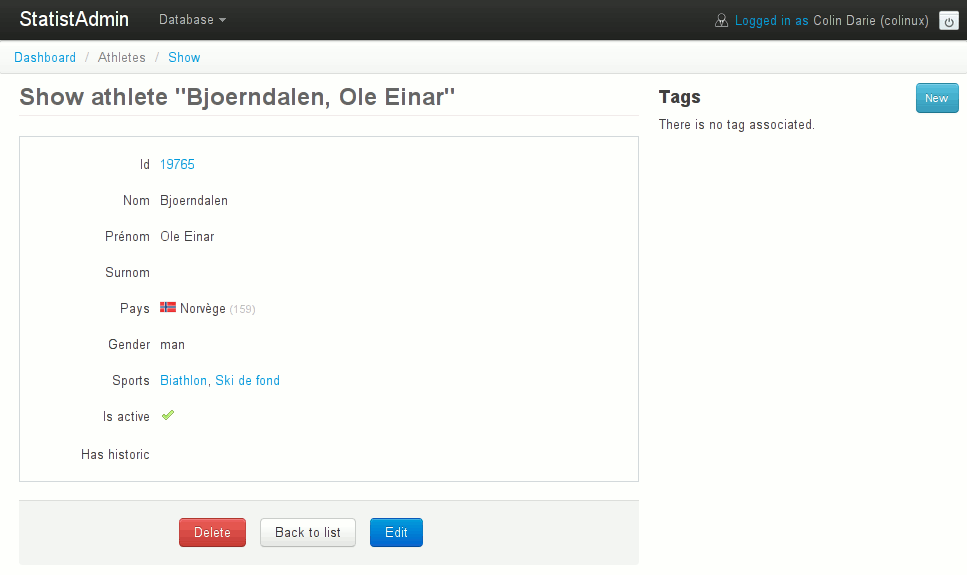 StatistAdmin Database Logged in as Colin Darie (colinux)
Dashboard / Athletes / Show
Show athlete "Bjoerndalen, Ole Einar"
Id 19765
Nom Bjoerndalen
Prénom Ole Einar
Surnom
Pays Norvège (159)
Gender man
Sports Biathlon, Ski de fond
Is active
Has historic
Delete Back to list Edit
Tags New
There is no tag associated.